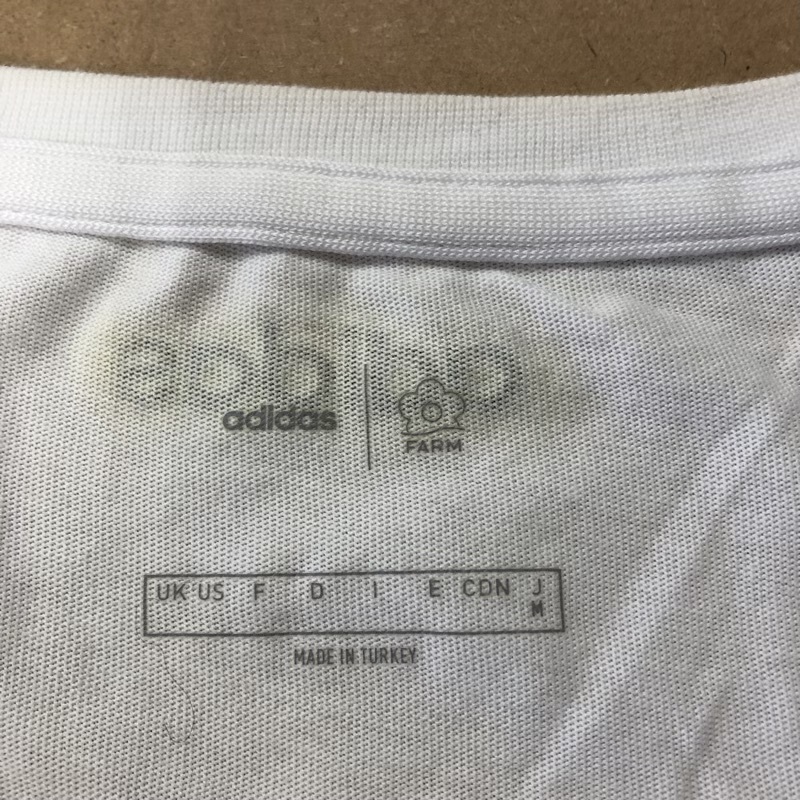 adidas
FARM
UK US F D I E CDN J
M
MADE IN TURKEY